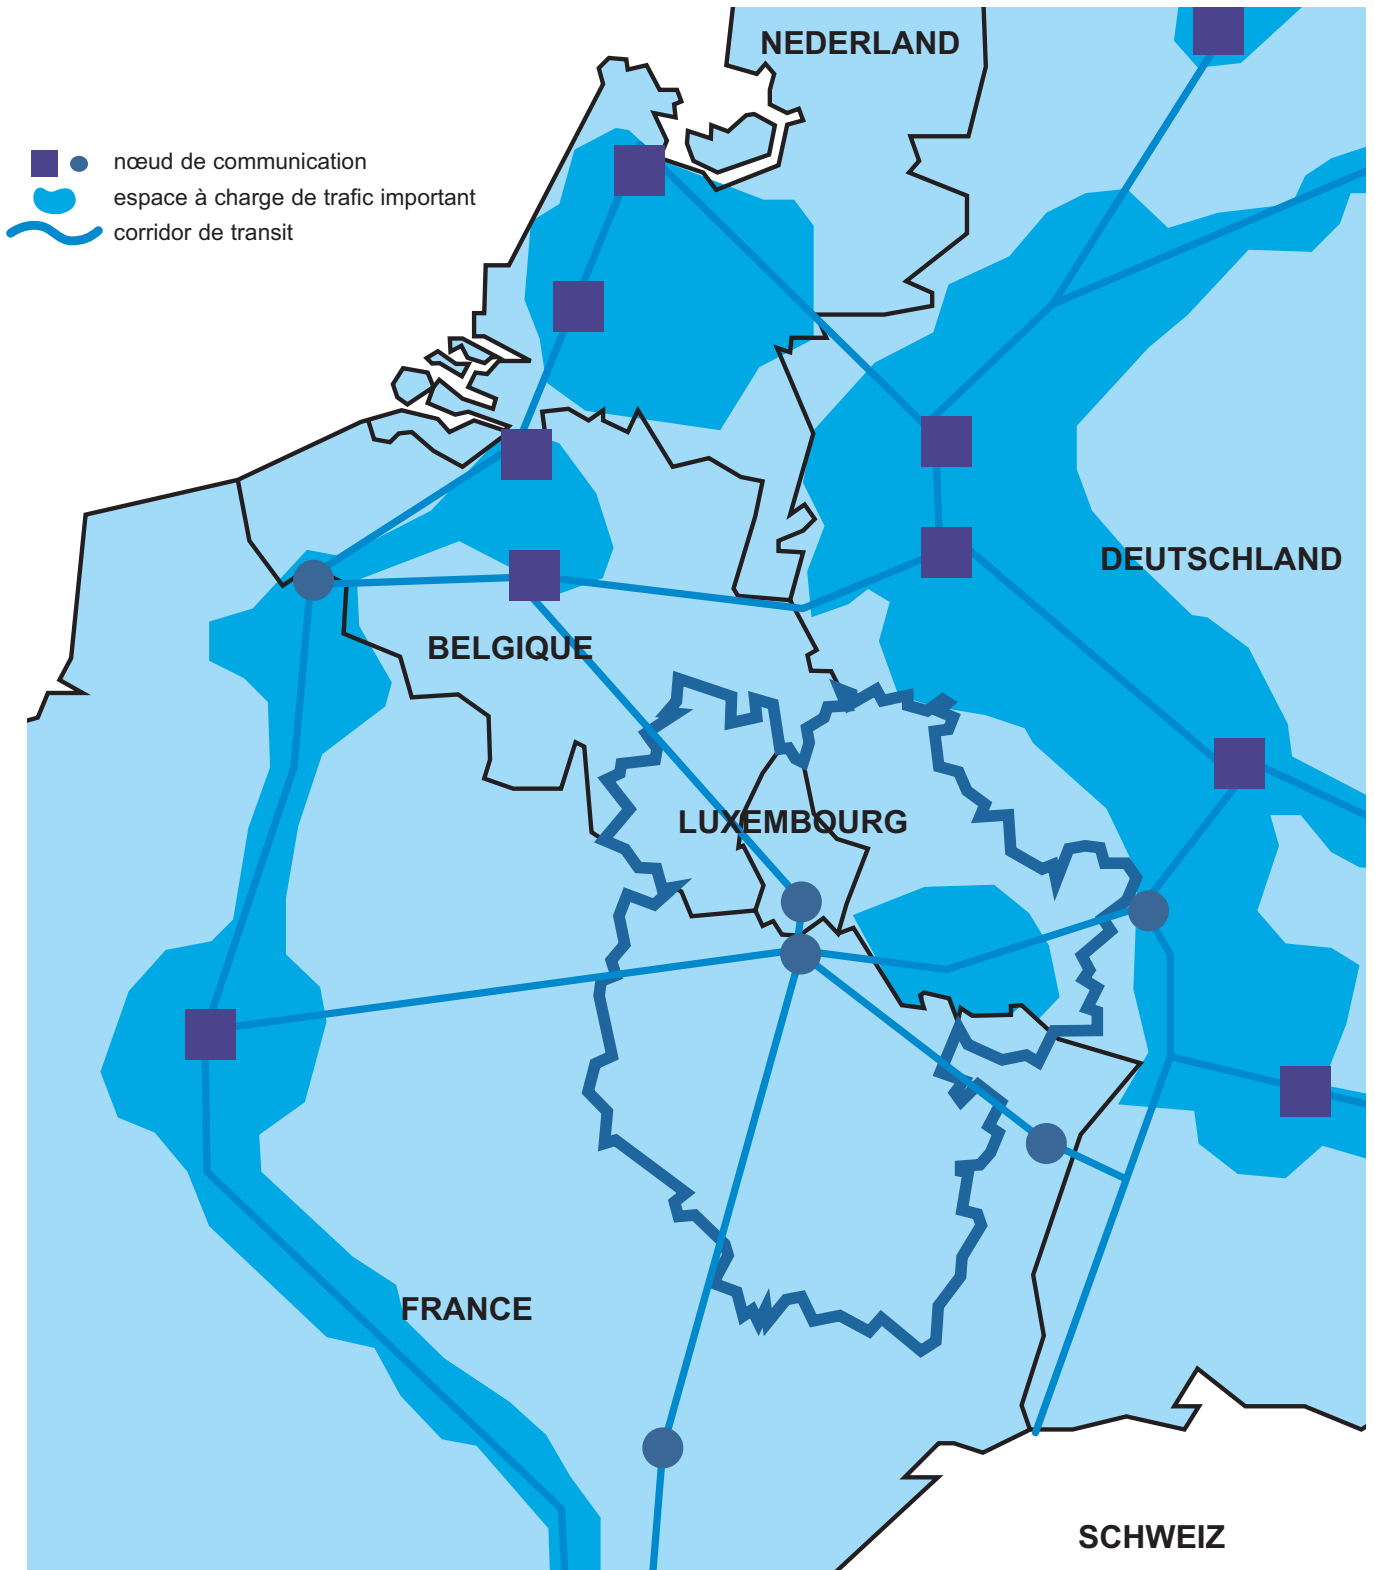 NEDERLAND
nœud de communication
espace à charge de trafic important
corridor de transit
DEUTSCHLAND
BELGIQUE
LUXEMBOURG
FRANCE
SCHWEIZ